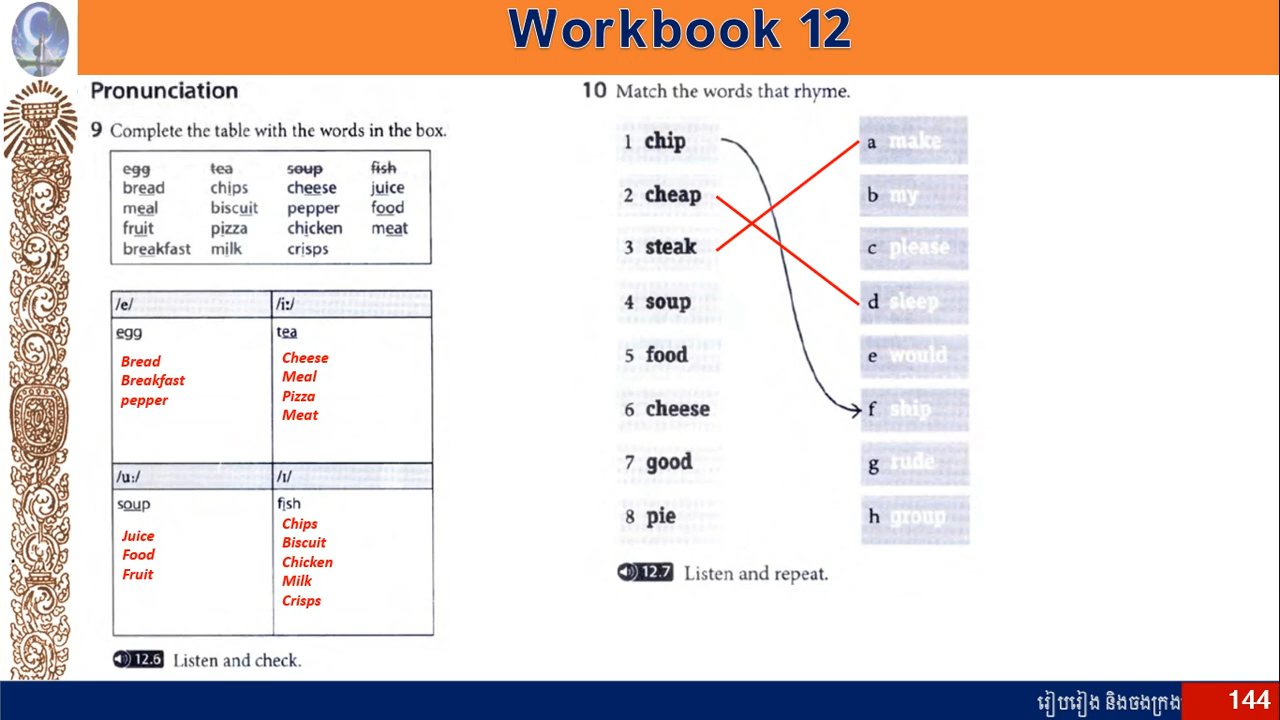 Workbook 12
Pronunciation
9 Complete the table with the words in the box.
egg tea soup fish
bread chips cheese juice
meal biscuit pepper food
fruit pizza chicken meat
breakfast milk crisps
/e/ /iː/
egg tea
Bread
Breakfast
pepper
Cheese
Meal
Pizza
Meat
/uː/ /ɪ/
soup fish
Juice
Food
Fruit
Chips
Biscuit
Chicken
Milk
Crisps
12.6 Listen and check.
10 Match the words that rhyme.
1 chip a make
2 cheap b my
3 steak c please
4 soup d sleep
5 food e would
6 cheese f ship
7 good g rude
8 pie h group
12.7 Listen and repeat.
រៀបរៀង និងចងក្រង
144